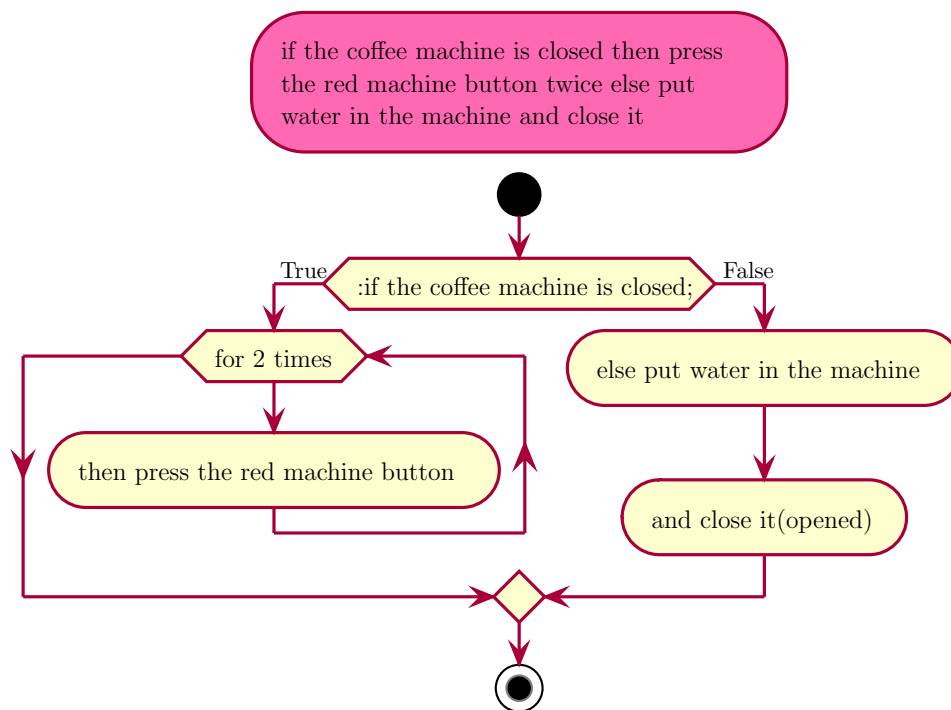 if the coffee machine is closed then press
the red machine button twice else put
water in the machine and close it
True
:if the coffee machine is closed;
False
for 2 times
else put water in the machine
then press the red machine button
and close it(opened)